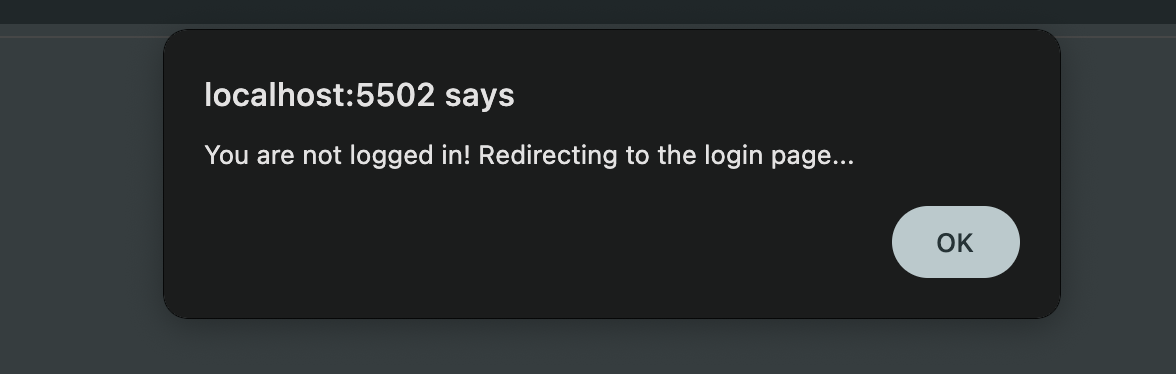 localhost:5502 says
You are not logged in! Redirecting to the login page...
OK